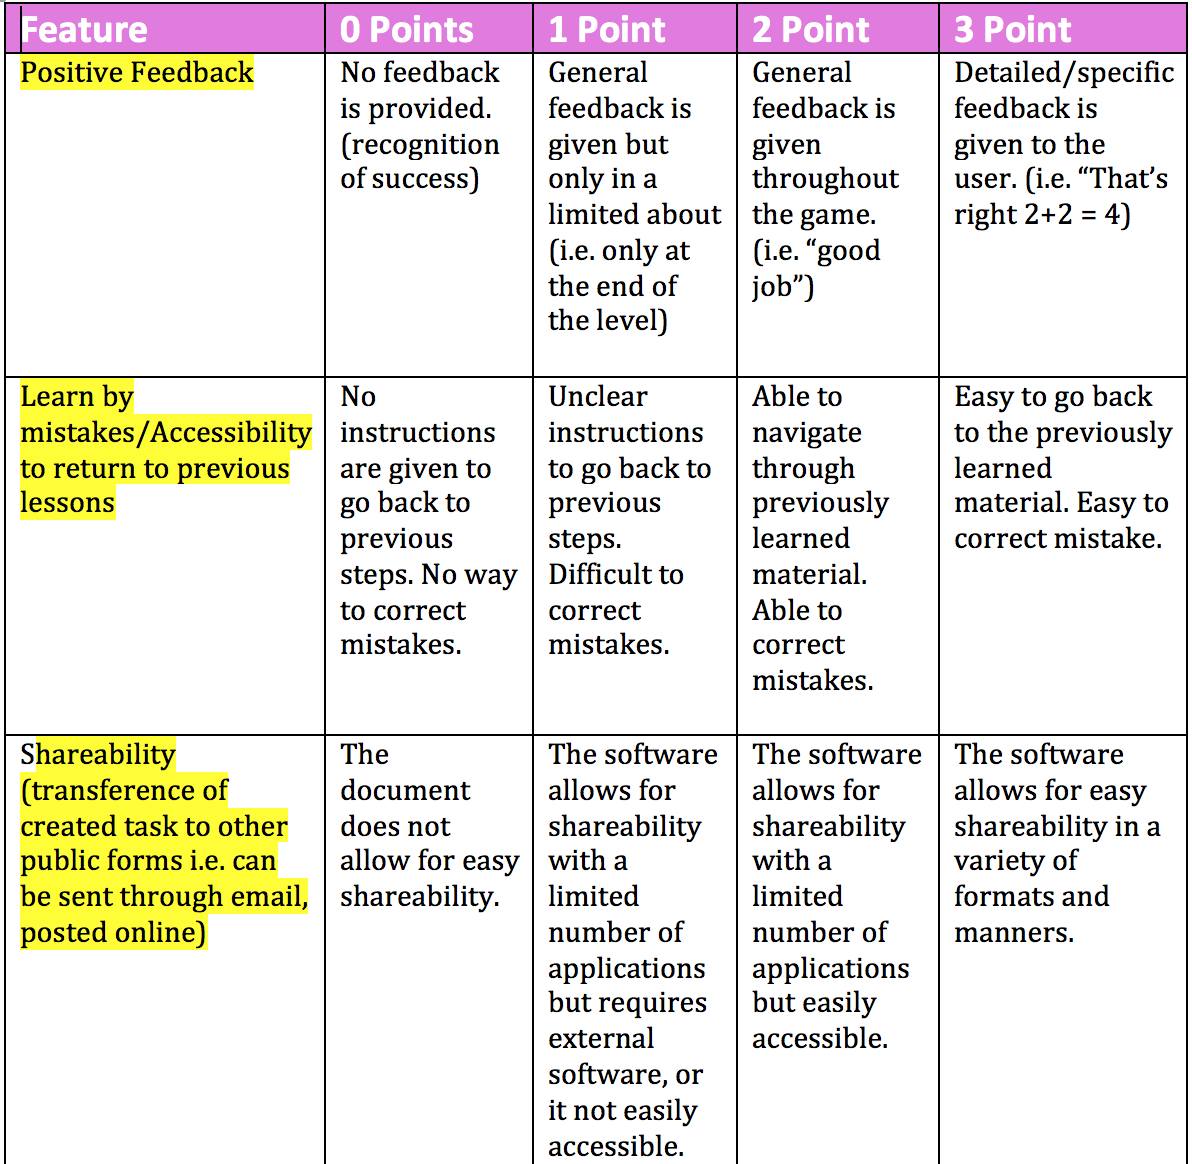 Feature
0 Points
1 Point
2 Point
3 Point
Positive Feedback
No feedback
is provided.
(recognition
of success)
General
feedback is
given but
only in a
limited about
(i.e. only at
the end of
the level)
General
feedback is
given
throughout
the game.
(i.e. “good
job”)
Detailed/specific
feedback is
given to the
user. (i.e. “That’s
right 2+2 = 4)
Learn by
mistakes/Accessibility
to return to previous
lessons
No
instructions
are given to
go back to
previous
steps. No way
to correct
mistakes.
Unclear
instructions
to go back to
previous
steps.
Difficult to
correct
mistakes.
Able to
navigate
through
previously
learned
material.
Able to
correct
mistakes.
Easy to go back
to the previously
learned
material. Easy to
correct mistake.
Shareability
(transference of
created task to other
public forms i.e. can
be sent through email,
posted online)
The
document
does not
allow for easy
shareability.
The software
allows for
shareability
with a
limited
number of
applications
but requires
external
software, or
it not easily
accessible.
The software
allows for
shareability
with a
limited
number of
applications
but easily
accessible.
The software
allows for easy
shareability in a
variety of
formats and
manners.